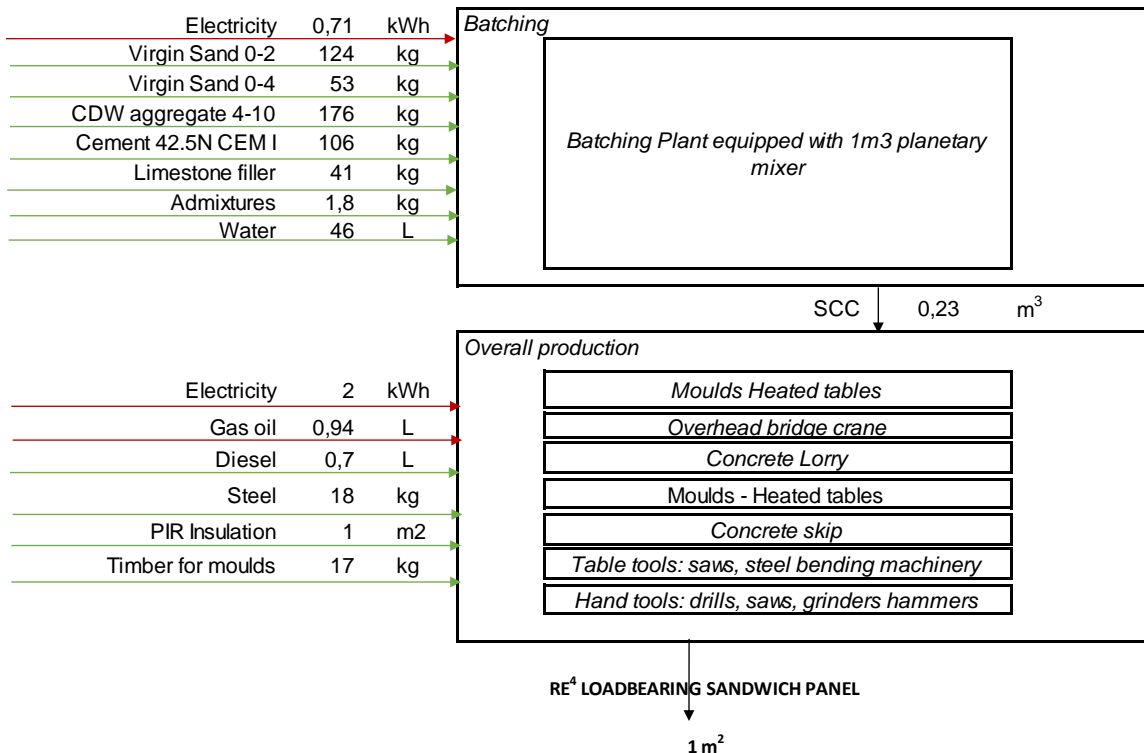 Electricity 0,71 kWh
Virgin Sand 0-2 124 kg
Virgin Sand 0-4 53 kg
CDW aggregate 4-10 176 kg
Cement 42.5N CEM I 106 kg
Limestone filler 41 kg
Admixtures 1,8 kg
Water 46 L
Batching
Batching Plant equipped with 1m3 planetary
mixer
SCC 0,23 m³
Overall production
Electricity 2 kWh
Gas oil 0,94 L
Diesel 0,7 L
Steel 18 kg
PIR Insulation 1 m2
Timber for moulds 17 kg
Moulds Heated tables
Overhead bridge crane
Concrete Lorry
Moulds - Heated tables
Concrete skip
Table tools: saws, steel bending machinery
Hand tools: drills, saws, grinders hammers
RE⁴ LOADBEARING SANDWICH PANEL
1 m²